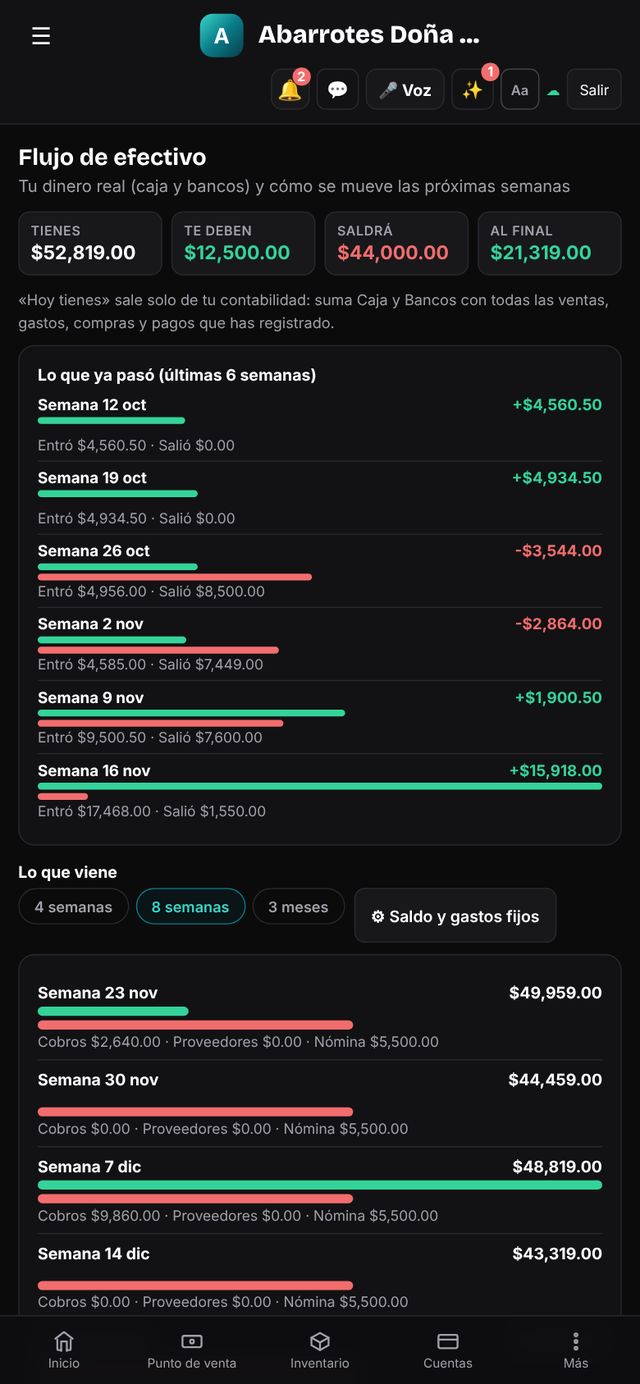 ☰ A Abarrotes Doña ...
🔔 2 💬 🎤 Voz ✨ 1 Aa ☁ Salir
Flujo de efectivo
Tu dinero real (caja y bancos) y cómo se mueve las próximas semanas
TIENES
$52,819.00
TE DEBEN
$12,500.00
SALDRÁ
$44,000.00
AL FINAL
$21,319.00
«Hoy tienes» sale solo de tu contabilidad: suma Caja y Bancos con todas las ventas,
gastos, compras y pagos que has registrado.
Lo que ya pasó (últimas 6 semanas)
Semana 12 oct +$4,560.50
Entró $4,560.50 · Salió $0.00
Semana 19 oct +$4,934.50
Entró $4,934.50 · Salió $0.00
Semana 26 oct -$3,544.00
Entró $4,956.00 · Salió $8,500.00
Semana 2 nov -$2,864.00
Entró $4,585.00 · Salió $7,449.00
Semana 9 nov +$1,900.50
Entró $9,500.50 · Salió $7,600.00
Semana 16 nov +$15,918.00
Entró $17,468.00 · Salió $1,550.00
Lo que viene
4 semanas 8 semanas 3 meses ⚙ Saldo y gastos fijos
Semana 23 nov $49,959.00
Cobros $2,640.00 · Proveedores $0.00 · Nómina $5,500.00
Semana 30 nov $44,459.00
Cobros $0.00 · Proveedores $0.00 · Nómina $5,500.00
Semana 7 dic $48,819.00
Cobros $9,860.00 · Proveedores $0.00 · Nómina $5,500.00
Semana 14 dic $43,319.00
Cobros $0.00 · Proveedores $0.00 · Nómina $5,500.00
Inicio Punto de venta Inventario Cuentas Más